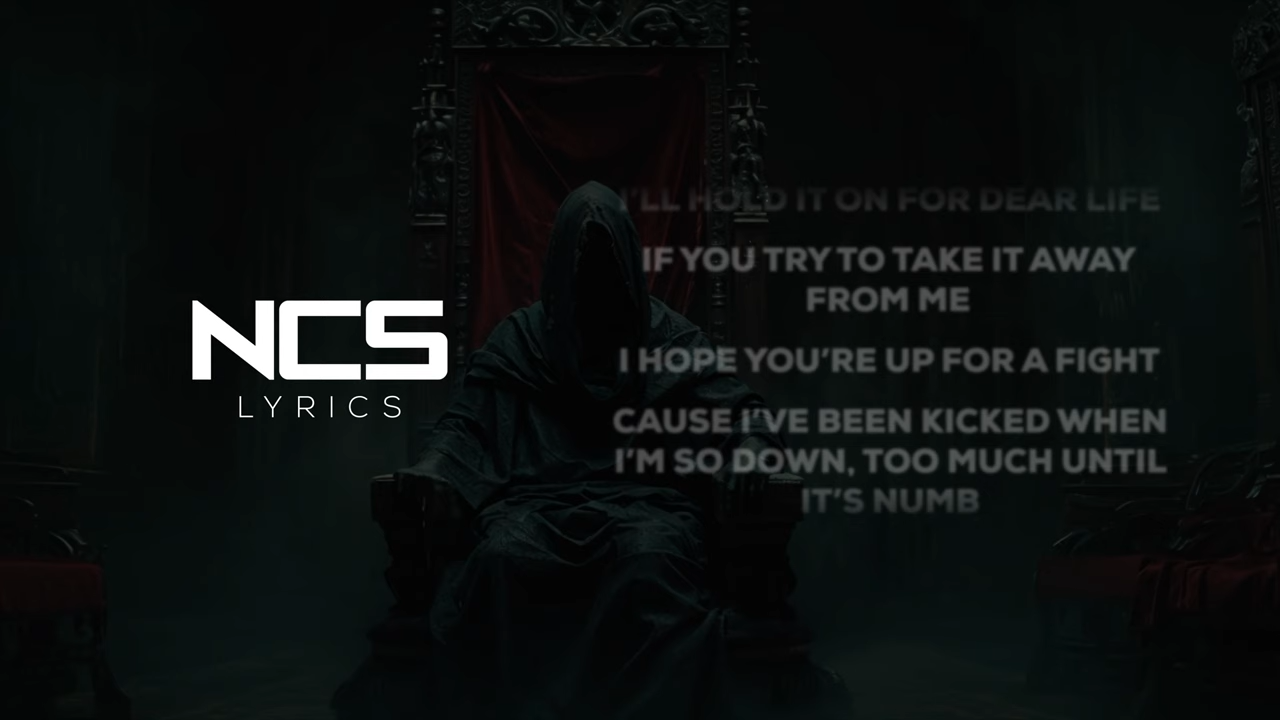 NCS
LYRICS
I'LL HOLD IT ON FOR DEAR LIFE
IF YOU TRY TO TAKE IT AWAY
FROM ME
I HOPE YOU'RE UP FOR A FIGHT
CAUSE I'VE BEEN KICKED WHEN
I'M SO DOWN, TOO MUCH UNTIL
IT'S NUMB